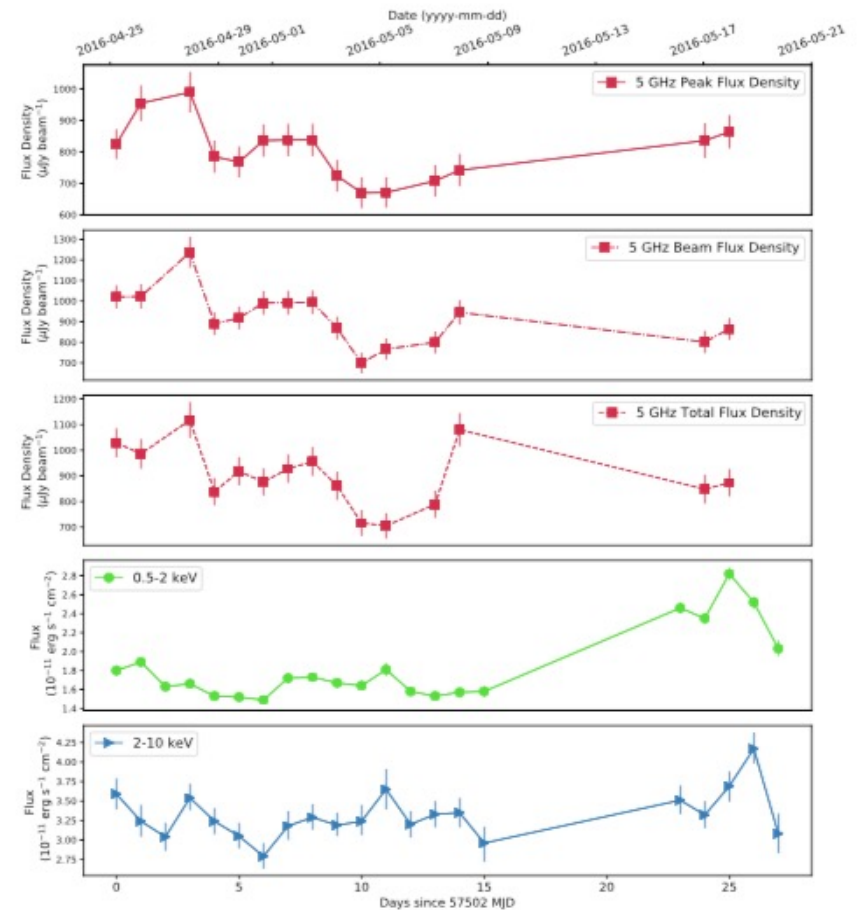 Date (yyyy-mm-dd)
2016-04-25 2016-04-29 2016-05-01 2016-05-05 2016-05-09 2016-05-13 2016-05-17 2016-05-21
5 GHz Peak Flux Density
Flux Density
(μJy beam⁻¹)
1000
900
800
700
600
5 GHz Beam Flux Density
Flux Density
(μJy beam⁻¹)
1300
1200
1100
1000
900
800
700
5 GHz Total Flux Density
Flux Density
(μJy beam⁻¹)
1200
1100
1000
900
800
700
0.5-2 keV
Flux
(10⁻¹¹ erg s⁻¹ cm⁻²)
2.8
2.6
2.4
2.2
2.0
1.8
1.6
1.4
2-10 keV
Flux
(10⁻¹¹ erg s⁻¹ cm⁻²)
4.25
4.00
3.75
3.50
3.25
3.00
2.75
0 5 10 15 20 25
Days since 57502 MJD